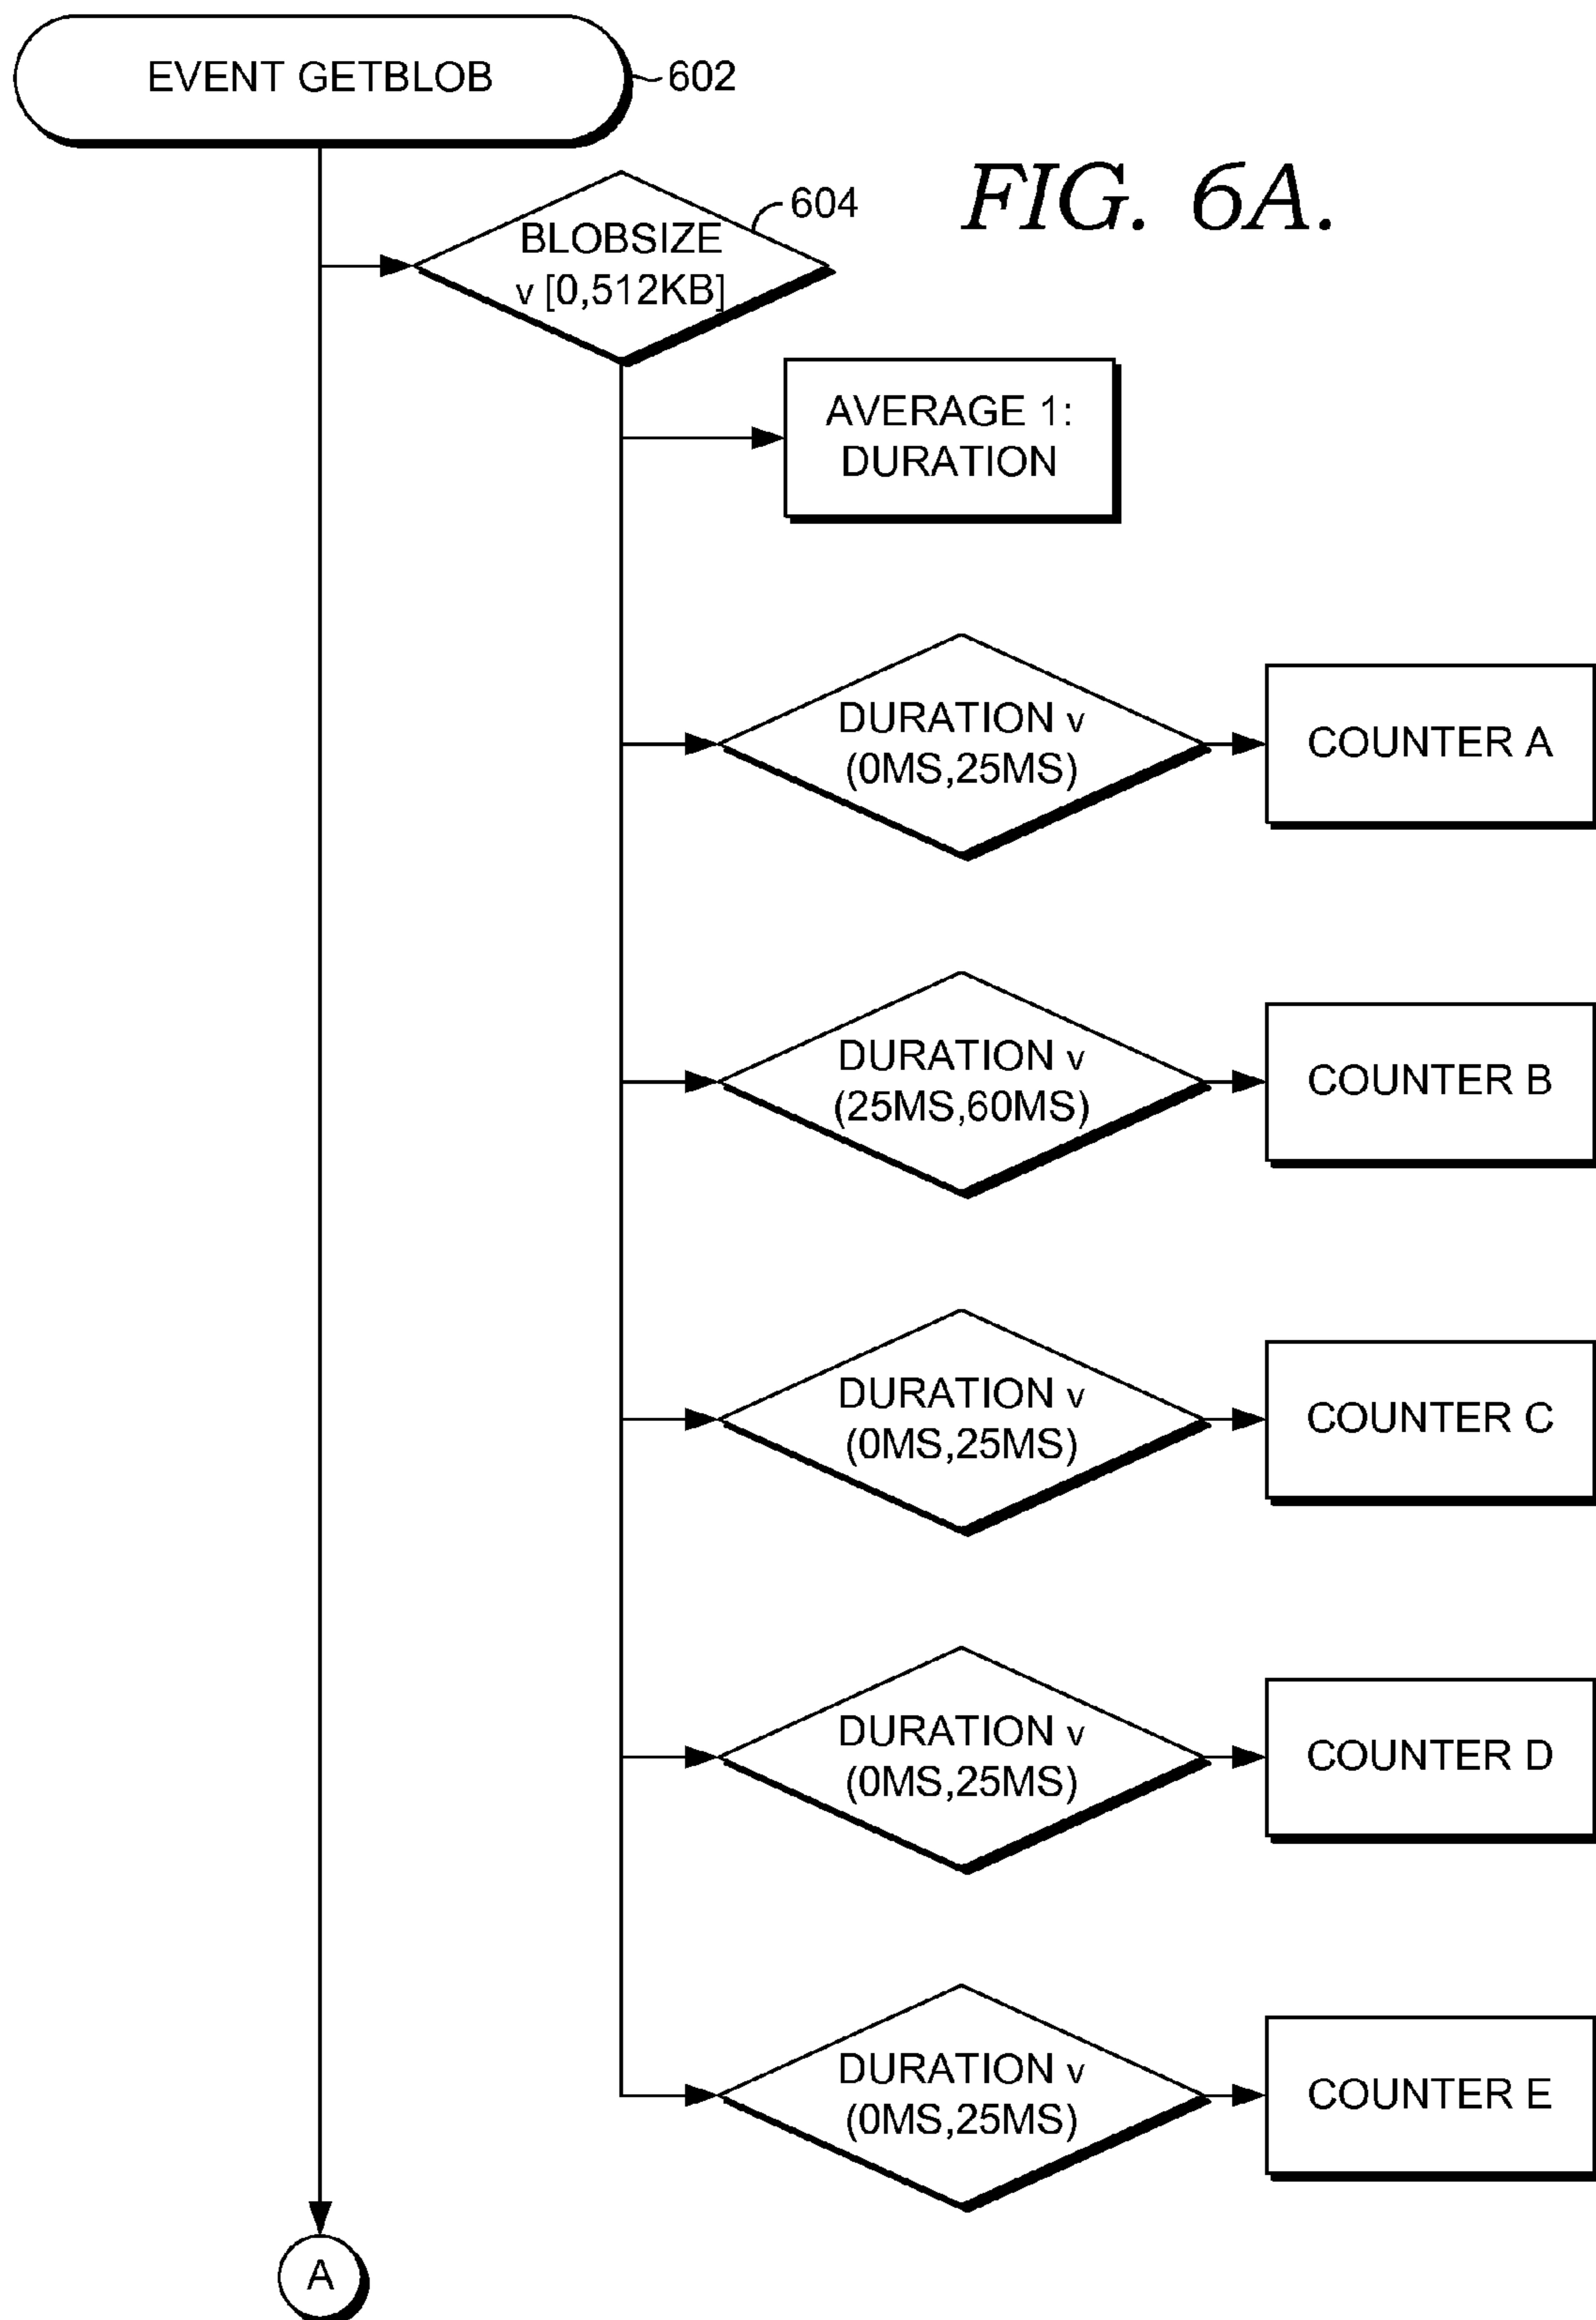 EVENT GETBLOB
602
FIG. 6A.
604
BLOBSIZE
v [0,512KB]
AVERAGE 1:
DURATION
DURATION v
(0MS,25MS)
COUNTER A
DURATION v
(25MS,60MS)
COUNTER B
DURATION v
(0MS,25MS)
COUNTER C
DURATION v
(0MS,25MS)
COUNTER D
DURATION v
(0MS,25MS)
COUNTER E
A